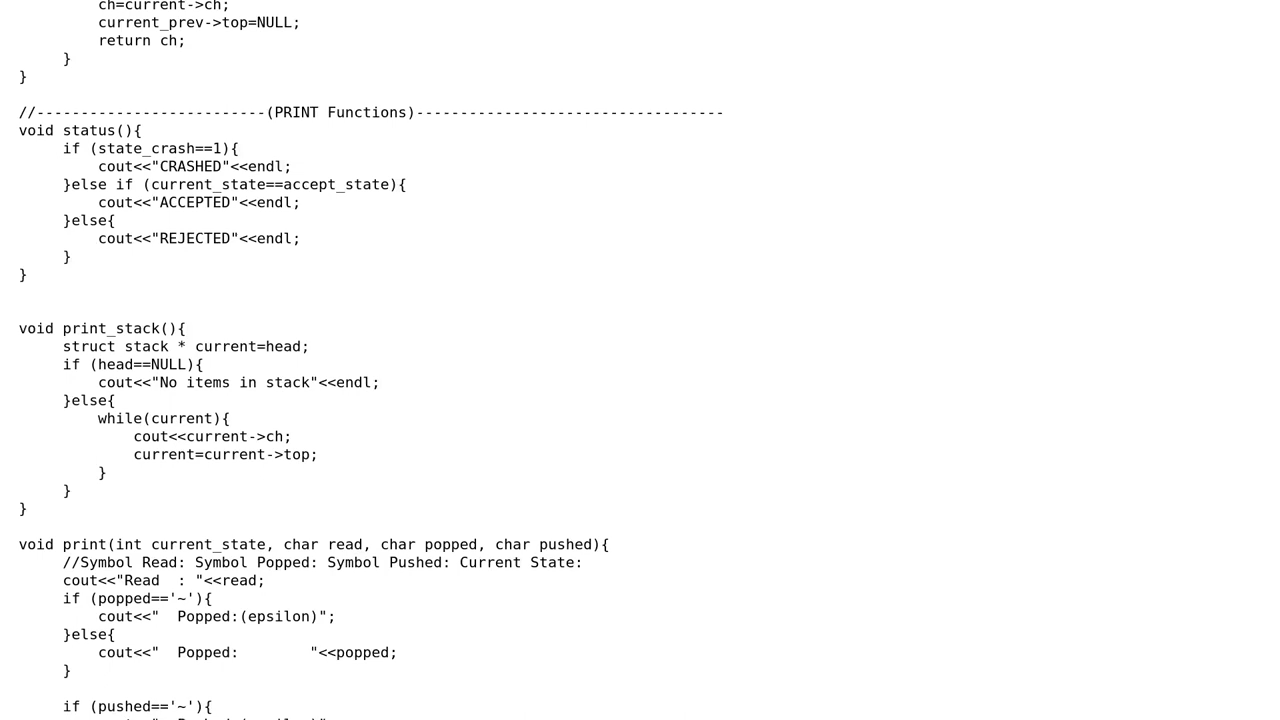 ch=current->ch;
current_prev->top=NULL;
return ch;
}
}
//--------------------------(PRINT Functions)-----------------------------------
void status(){
if (state_crash==1){
cout<<"CRASHED"<<endl;
}else if (current_state==accept_state){
cout<<"ACCEPTED"<<endl;
}else{
cout<<"REJECTED"<<endl;
}
}
void print_stack(){
struct stack * current=head;
if (head==NULL){
cout<<"No items in stack"<<endl;
}else{
while(current){
cout<<current->ch;
current=current->top;
}
}
}
void print(int current_state, char read, char popped, char pushed){
//Symbol Read: Symbol Popped: Symbol Pushed: Current State:
cout<<"Read  : "<<read;
if (popped=='~'){
cout<<"  Popped:(epsilon)";
}else{
cout<<"  Popped:        "<<popped;
}
if (pushed=='~'){